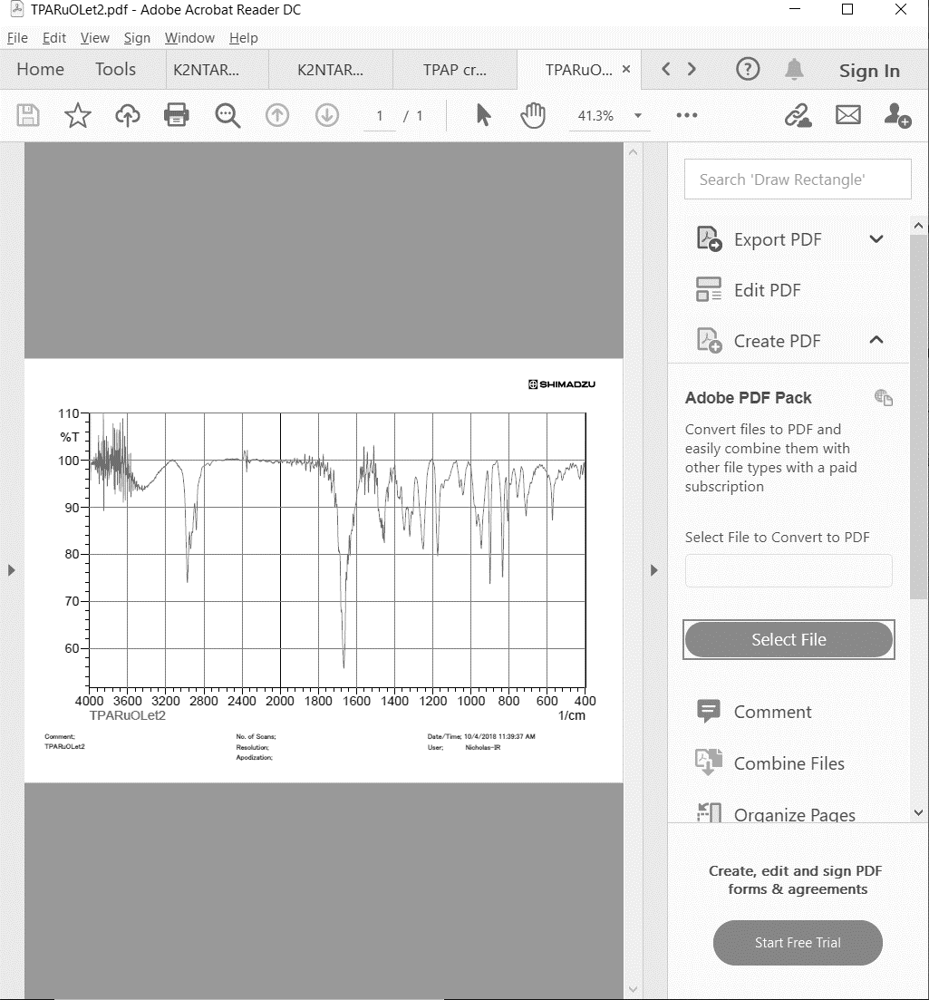 TPARuOLet2.pdf - Adobe Acrobat Reader DC
File Edit View Sign Window Help
Home Tools K2NTAR... K2NTAR... TPAP cr... TPARuO... Sign In
1 / 1 41.3%
Search 'Draw Rectangle'
Export PDF
Edit PDF
Create PDF
Adobe PDF Pack
Convert files to PDF and
easily combine them with
other file types with a paid
subscription
Select File to Convert to PDF
Select File
Comment
Combine Files
Organize Pages
Create, edit and sign PDF
forms & agreements
Start Free Trial
SHIMADZU
110
%T
100
90
80
70
60
4000 3600 3200 2800 2400 2000 1800 1600 1400 1200 1000 800 600 400
TPARuOLet2 1/cm
Comment; No. of Scans; Date/Time; 10/4/2018 11:39:37 AM
TPARuOLet2 Resolution; User; Nicholas-IR
Apodization;